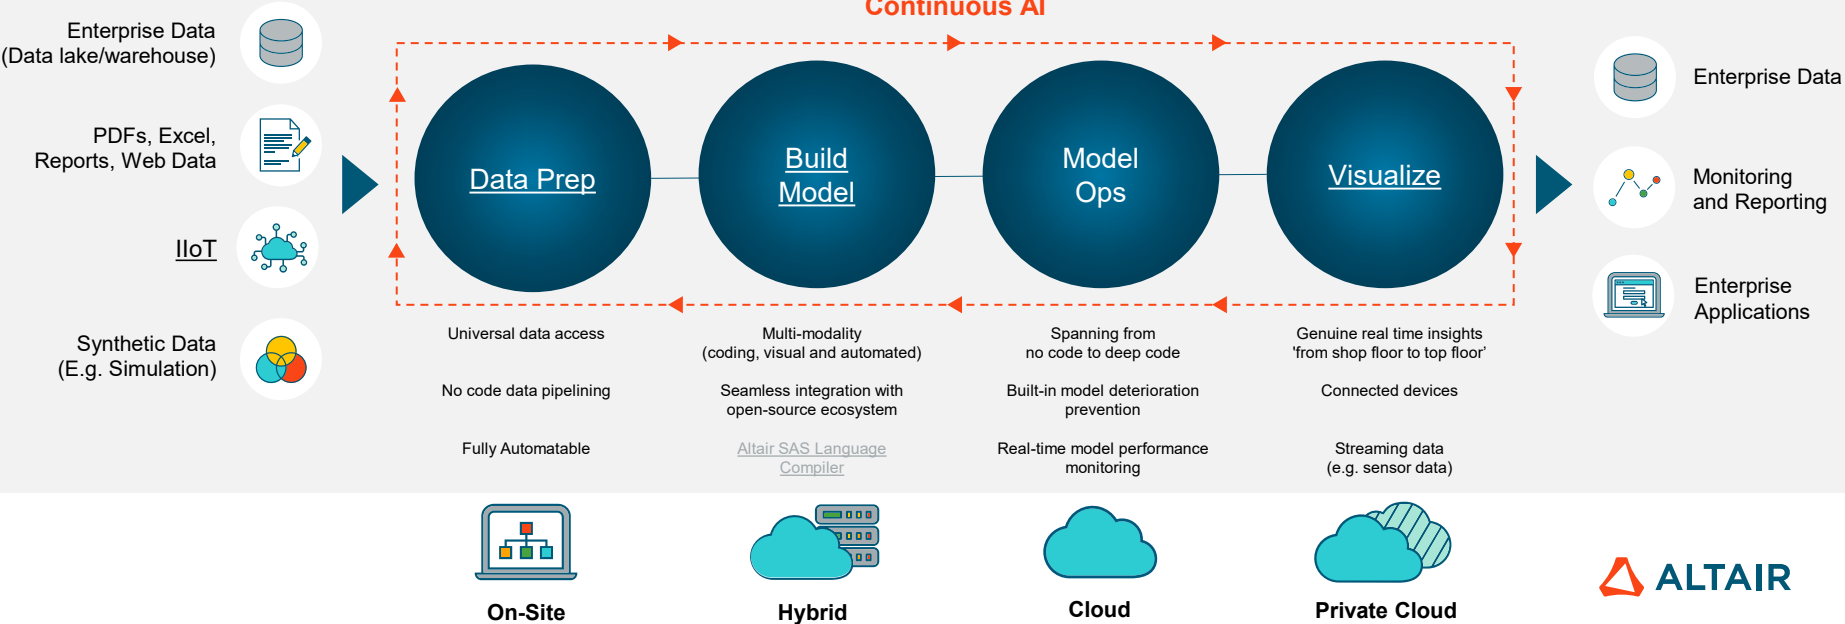 Continuous AI
Enterprise Data
(Data lake/warehouse)
PDFs, Excel,
Reports, Web Data
IIoT
Synthetic Data
(E.g. Simulation)
Data Prep
Build
Model
Model
Ops
Visualize
Enterprise Data
Monitoring
and Reporting
Enterprise
Applications
Universal data access
No code data pipelining
Fully Automatable
Multi-modality
(coding, visual and automated)
Seamless integration with
open-source ecosystem
Altair SAS Language
Compiler
Spanning from
no code to deep code
Built-in model deterioration
prevention
Real-time model performance
monitoring
Genuine real time insights
'from shop floor to top floor’
Connected devices
Streaming data
(e.g. sensor data)
On-Site
Hybrid
Cloud
Private Cloud
ALTAIR